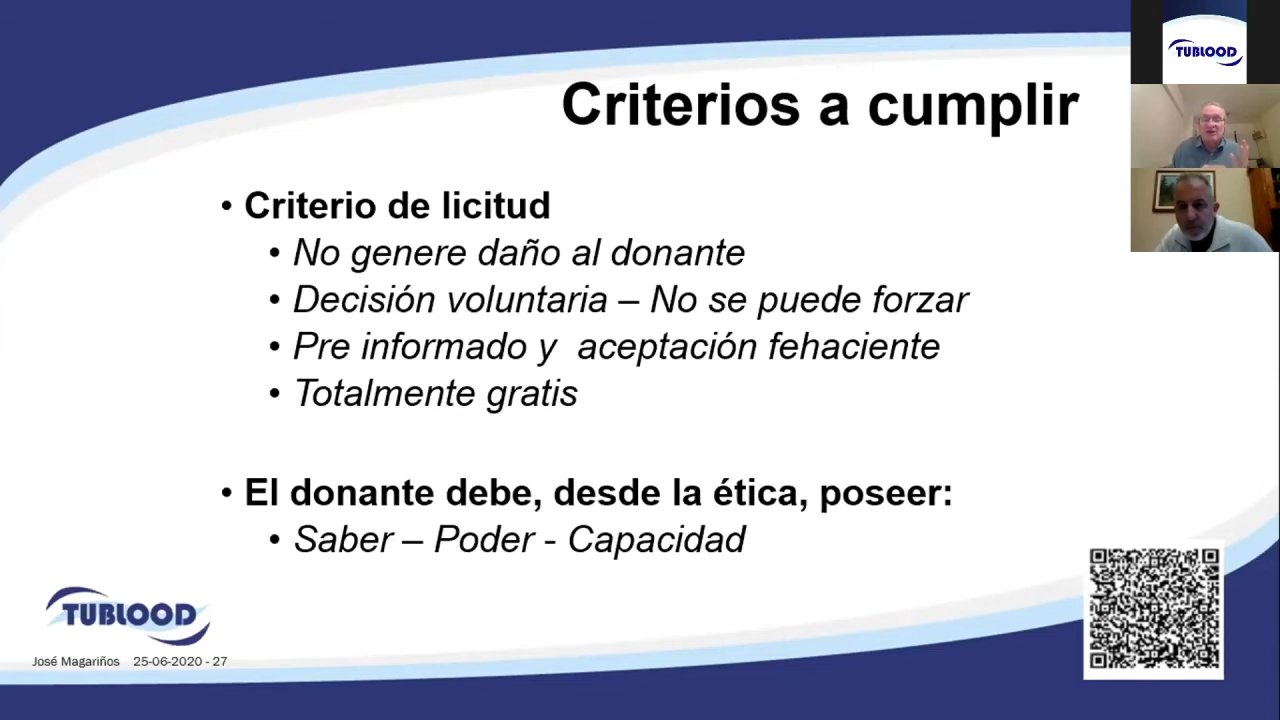 Criterios a cumplir
TUBLOOD
• Criterio de licitud
• No genere daño al donante
• Decisión voluntaria – No se puede forzar
• Pre informado y  aceptación fehaciente
• Totalmente gratis
• El donante debe, desde la ética, poseer:
• Saber – Poder - Capacidad
TUBLOOD
José Magariños    25-06-2020 - 27